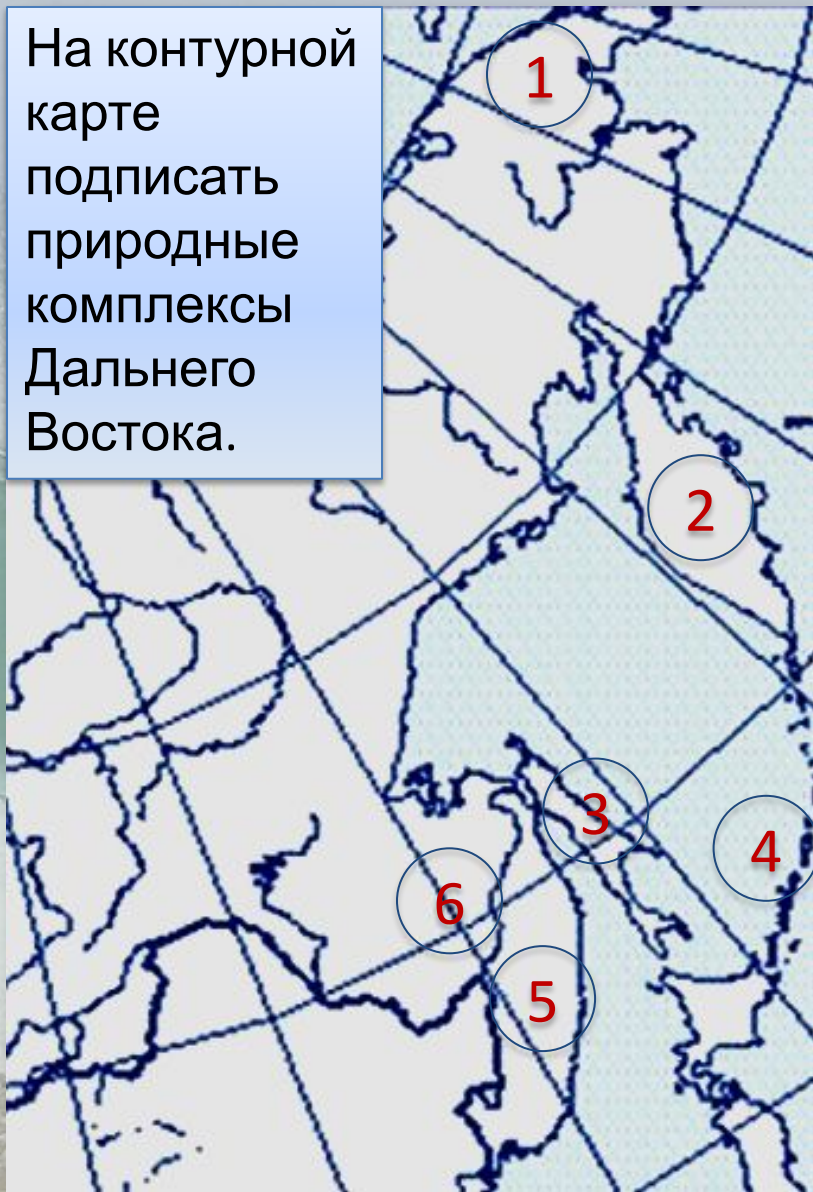 На контурной
карте
подписать
природные
комплексы
Дальнего
Востока.
1
2
3
4
6
5